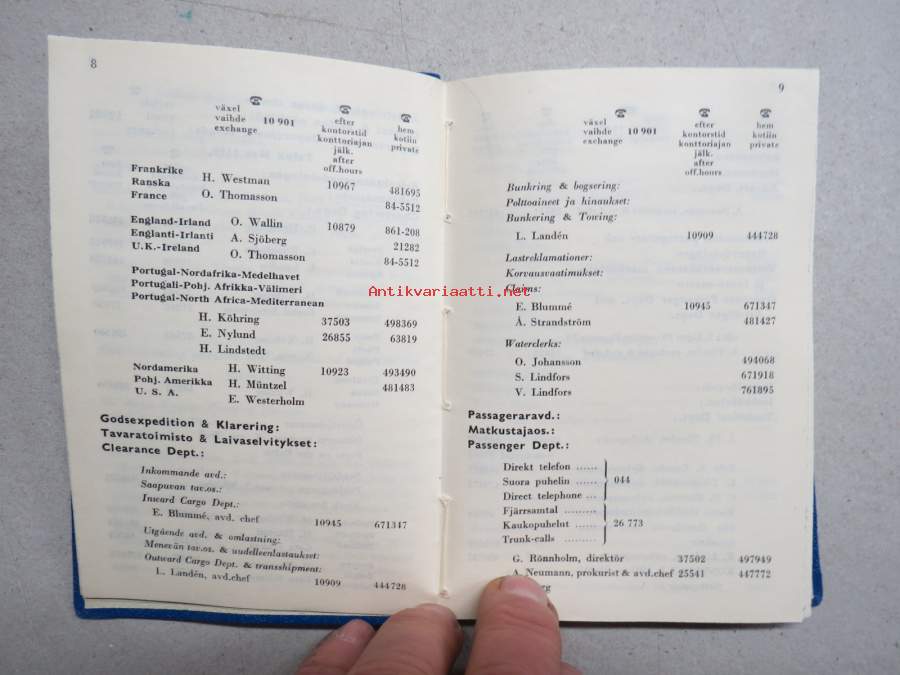 8
☎ ☎ ☎
växel
vaihde 10 901
exchange
efter
kontorstid
konttoriajan
jälk.
after
off.hours
hem
kotiin
private
Frankrike
Ranska
France
H. Westman 10967 481695
O. Thomasson 84-5512
England-Irland O. Wallin 10879 861-208
Englanti-Irlanti A. Sjöberg 21282
U.K.-Ireland O. Thomasson 84-5512
Portugal-Nordafrika-Medelhavet
Portugali-Pohj. Afrikka-Välimeri
Portugal-North Africa-Mediterranean
H. Köhring 37503 498369
E. Nylund 26855 63819
H. Lindstedt
Nordamerika H. Witting 10923 493490
Pohj. Amerikka H. Müntzel 481483
U. S. A. E. Westerholm
Godsexpedition & Klarering:
Tavaratoimisto & Laivaselvitykset:
Clearance Dept.:
Inkommande avd.:
Saapuvan tav.os.:
Inward Cargo Dept.:
E. Blummé, avd. chef 10945 671347
Utgående avd. & omlastning:
Menevän tav.os. & uudelleenlastaukset:
Outward Cargo Dept. & transshipment:
L. Landén, avd.chef 10909 444728
9
☎ ☎ ☎
växel
vaihde 10 901
exchange
efter
kontorstid
konttoriajan
jälk.
after
off.hours
hem
kotiin
private
Bunkring & bogsering:
Polttoaineet ja hinaukset:
Bunkering & Towing:
L. Landén 10909 444728
Lastreklamationer:
Korvausvaatimukset:
Claims:
E. Blummé 10945 671347
Å. Strandström 481427
Waterclerks:
O. Johansson 494068
S. Lindfors 671918
V. Lindfors 761895
Passageraravd.:
Matkustajaos.:
Passenger Dept.:
Direkt telefon ......
Suora puhelin ...... 044
Direct telephone ...
Fjärrsamtal .........
Kaukopuhelut ...... 26 773
Trunk-calls .........
G. Rönnholm, direktör 37502 497949
A. Neumann, prokurist & avd.chef 25541 447772
Antikvariaatti.net